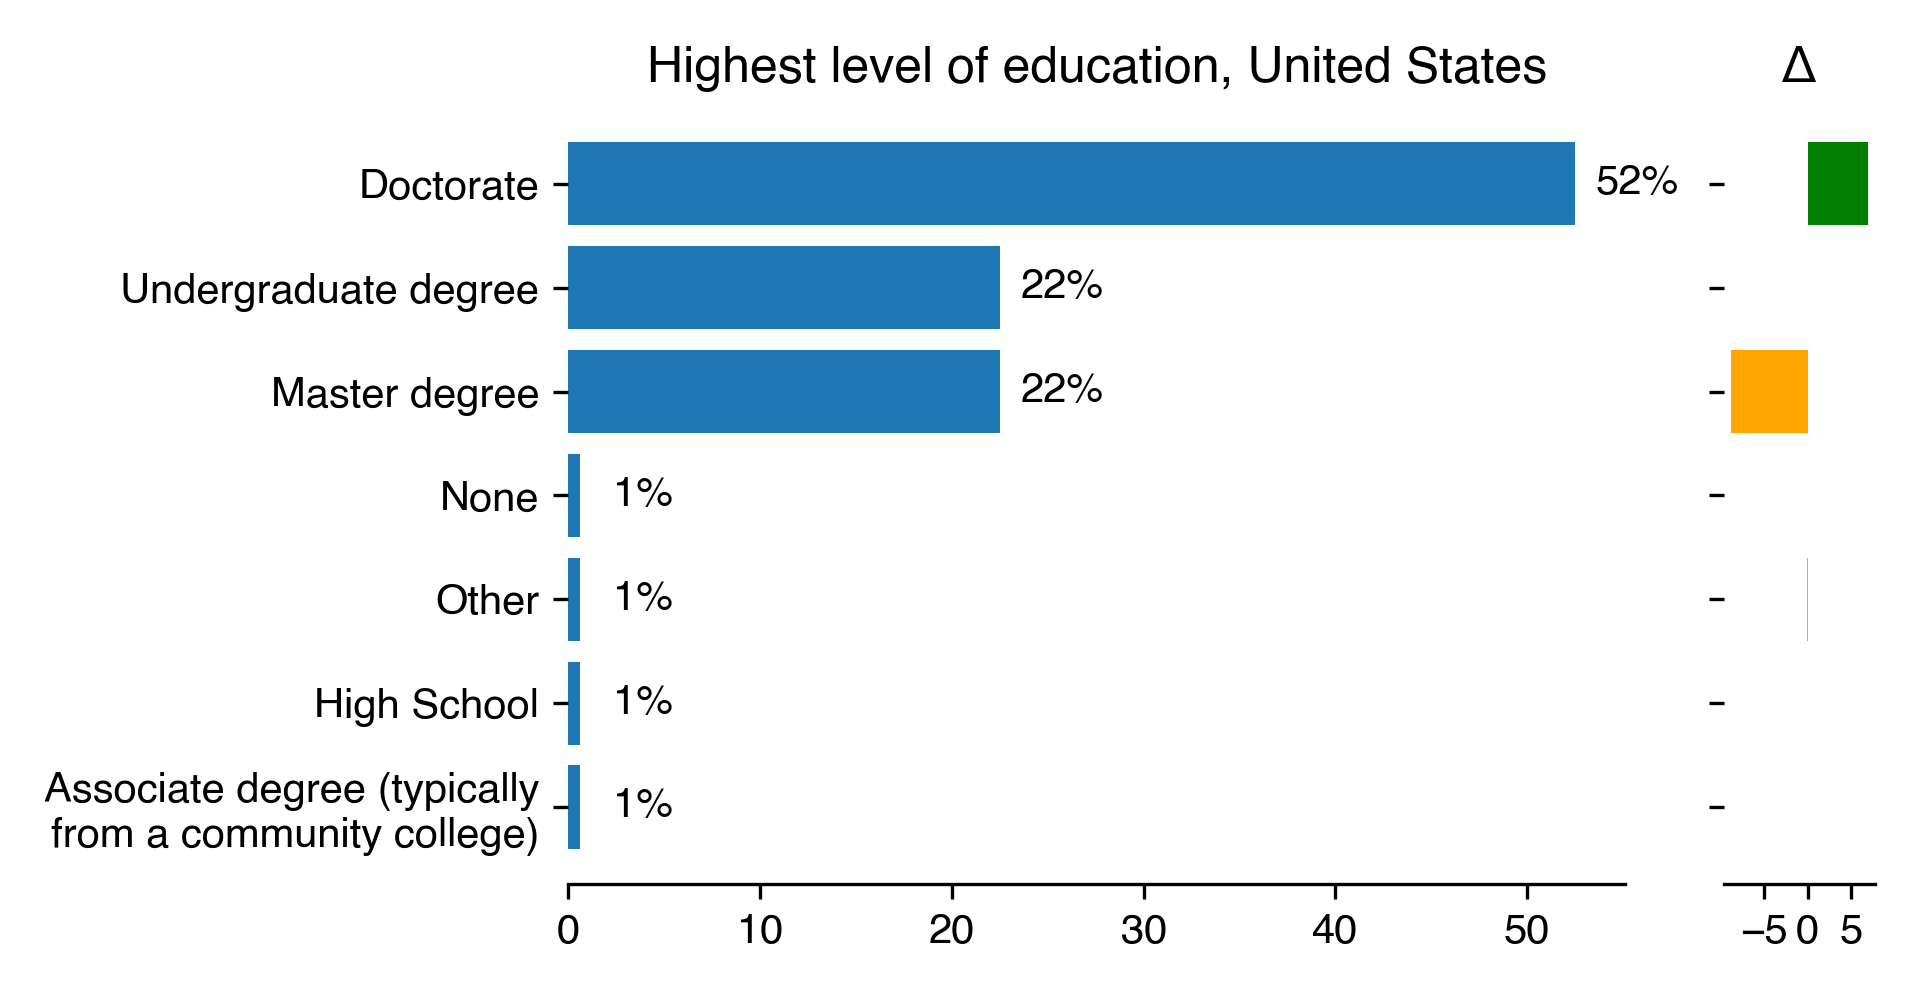 Highest level of education, United States
Δ
Doctorate
52%
Undergraduate degree
22%
Master degree
22%
None
1%
Other
1%
High School
1%
Associate degree (typically
from a community college)
1%
0 10 20 30 40 50
−5 0 5